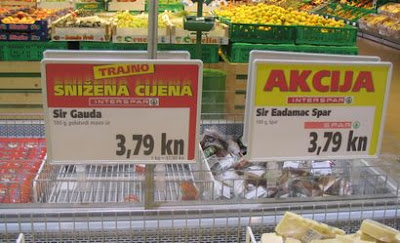 TRAJNO
SNIŽENA CIJENA
INTERSPAR
Sir Gauda
3,79 kn
AKCIJA
INTERSPAR
Sir Eadamac Spar
SPAR
3,79 kn